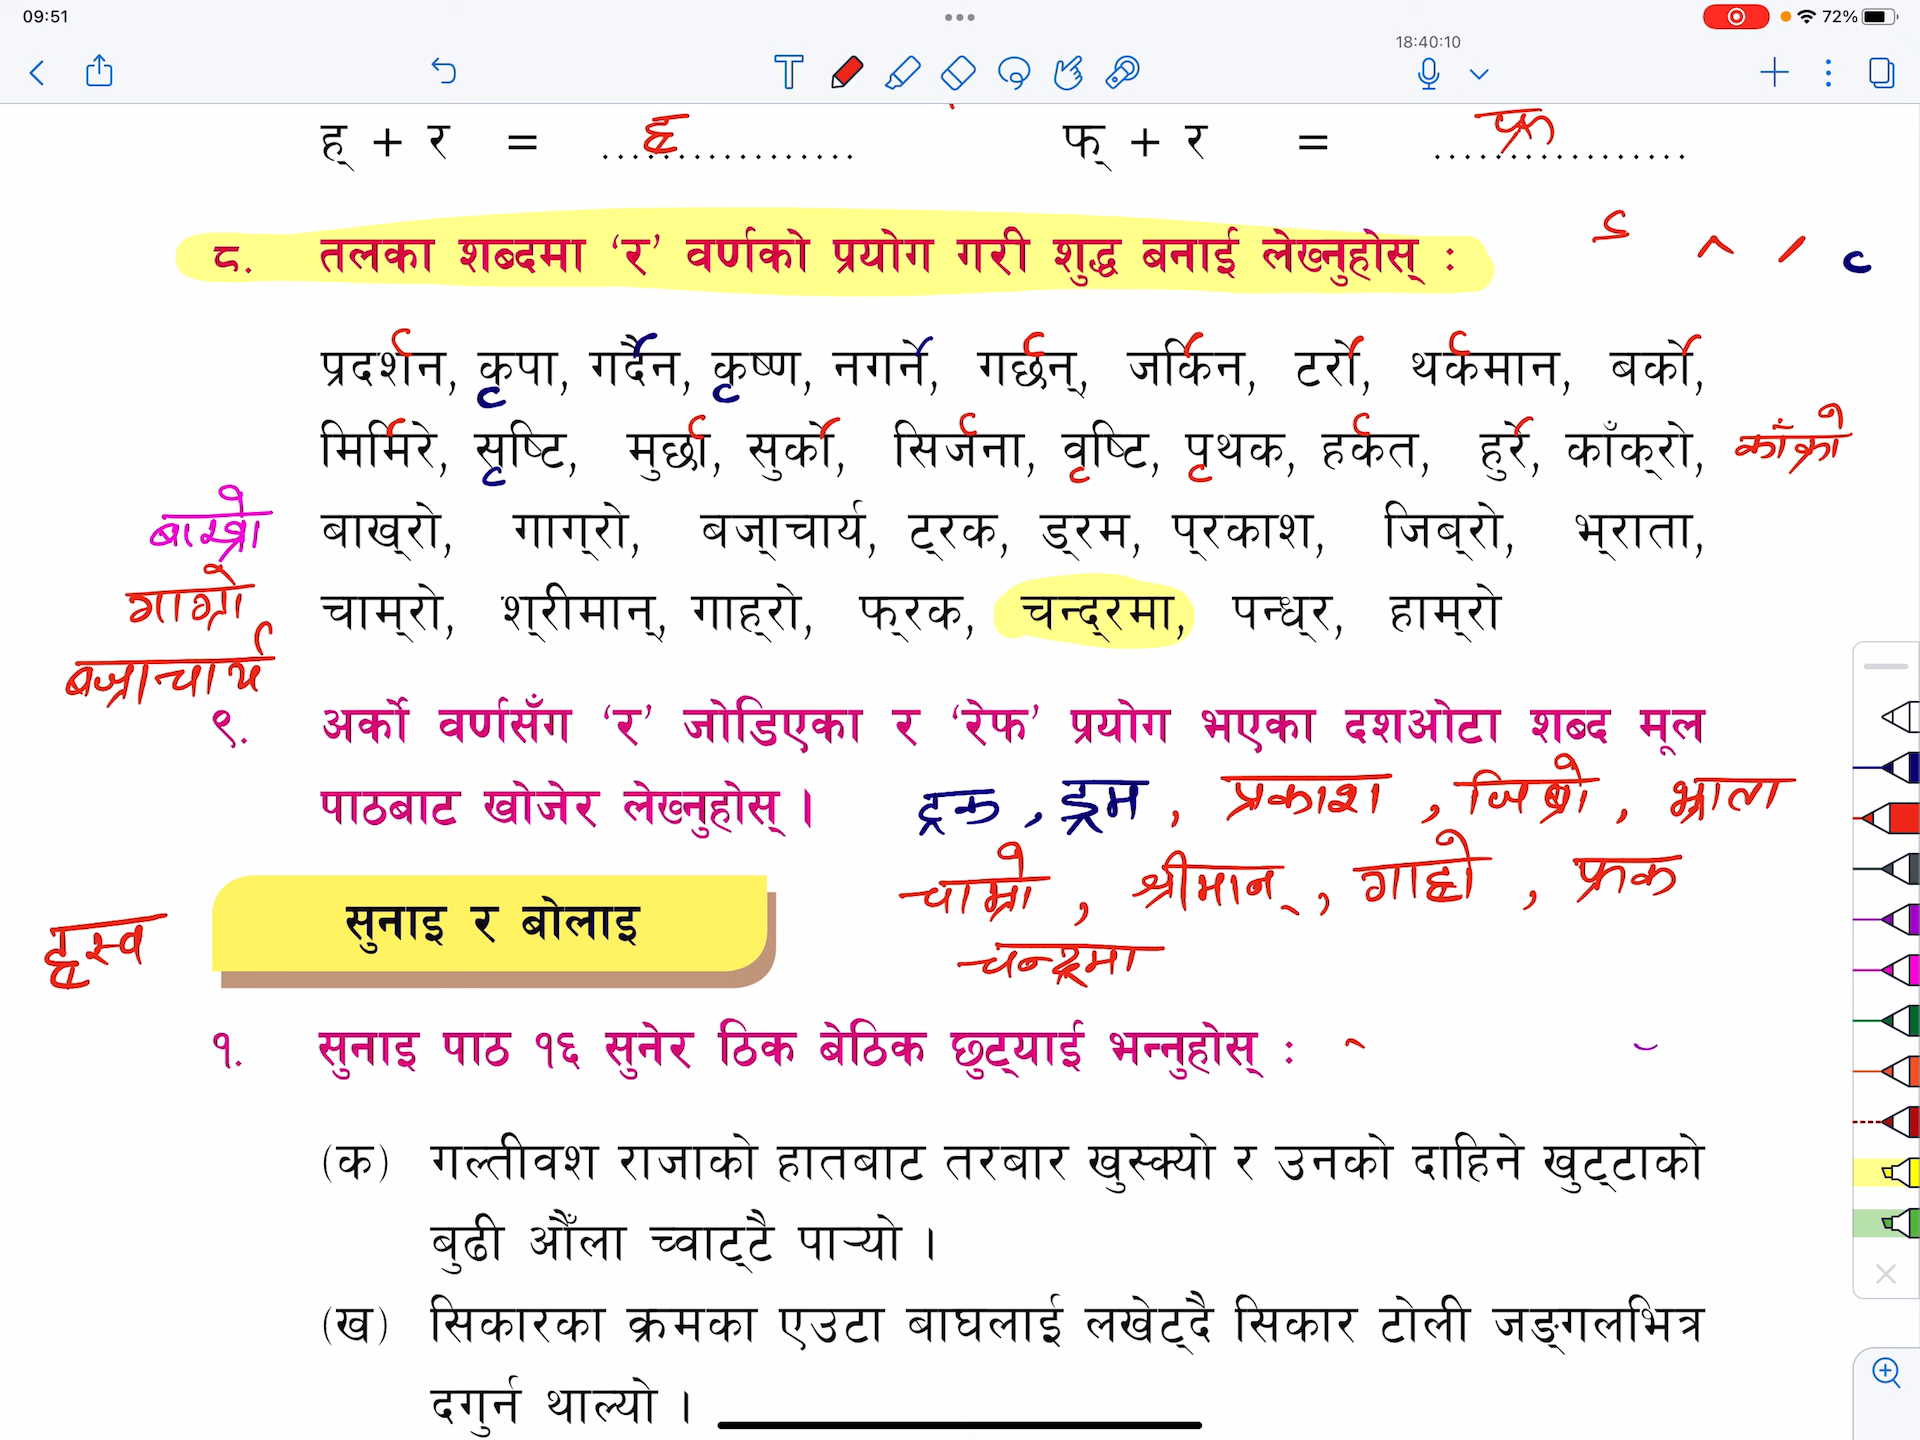 09:51
72%
18:40:10
ह् + र = ह्र फ् + र = फ्र
८. तलका शब्दमा ‘र’ वर्णको प्रयोग गरी शुद्ध बनाई लेख्नुहोस् :
प्रदर्शन, कृपा, गर्दैन, कृष्ण, नगर्ने, गर्छन्, जर्किन, टर्रो, थर्कमान, बर्को,
मिर्मिरे, सृष्टि, मुर्छा, सुर्को, सिर्जना, वृष्टि, पृथक, हर्कत, हुर्रे, काँक्‍रो, काँक्रो
बाख्रो बाख्‍रो, गाग्‍रो, बज्ाचार्य, ट्‍रक, ड्‍रम, प्‍रकाश, जिब्‍रो, भ्‍राता,
गाग्रो चाम्‍रो, श्‍रीमान्, गाह्‍रो, फ्‍रक, चन्द्‍रमा, पन्ध्‍र, हाम्‍रो
बज्राचार्य
९. अर्को वर्णसँग ‘र’ जोडिएका र ‘रेफ’ प्रयोग भएका दशओटा शब्द मूल
पाठबाट खोजेर लेख्नुहोस् । ट्रक, ड्रम, प्रकाश, जिब्रो, भ्राता
चाम्रो, श्रीमान्, गाह्रो, फ्रक
ह्रस्व सुनाइ र बोलाइ चन्द्रमा
१. सुनाइ पाठ १६ सुनेर ठिक बेठिक छुट्याई भन्नुहोस् :
(क) गल्तीवश राजाको हातबाट तरबार खुस्क्यो र उनको दाहिने खुट्टाको
बुढी औँला च्वाट्टै पाऱ्यो ।
(ख) सिकारका क्रमका एउटा बाघलाई लखेट्दै सिकार टोली जङ्गलभित्र
दगुर्न थाल्यो ।